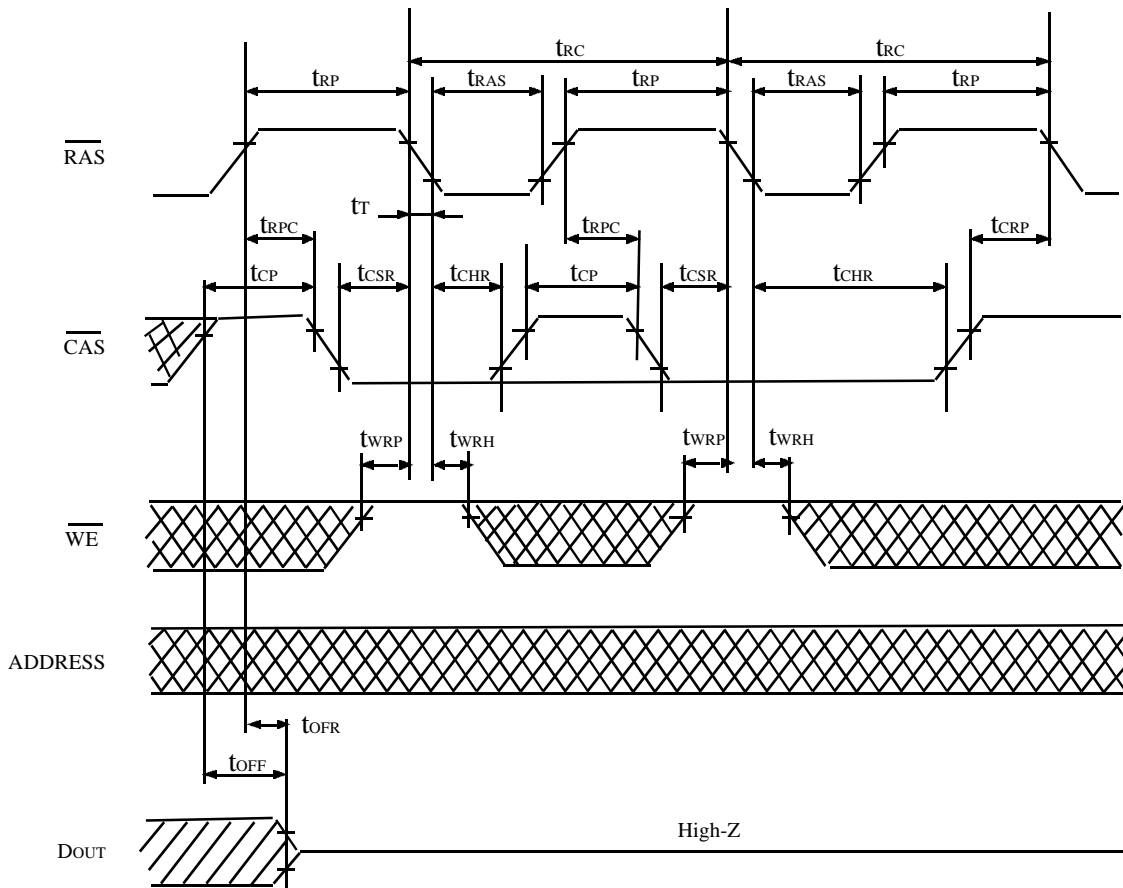 tRC tRC
tRP tRAS tRP tRAS tRP
RAS
tT
tRPC tRPC tCRP
tCP tCSR tCHR tCP tCSR tCHR
CAS
tWRP tWRH tWRP tWRH
WE
ADDRESS
tOFR
tOFF
High-Z
DOUT